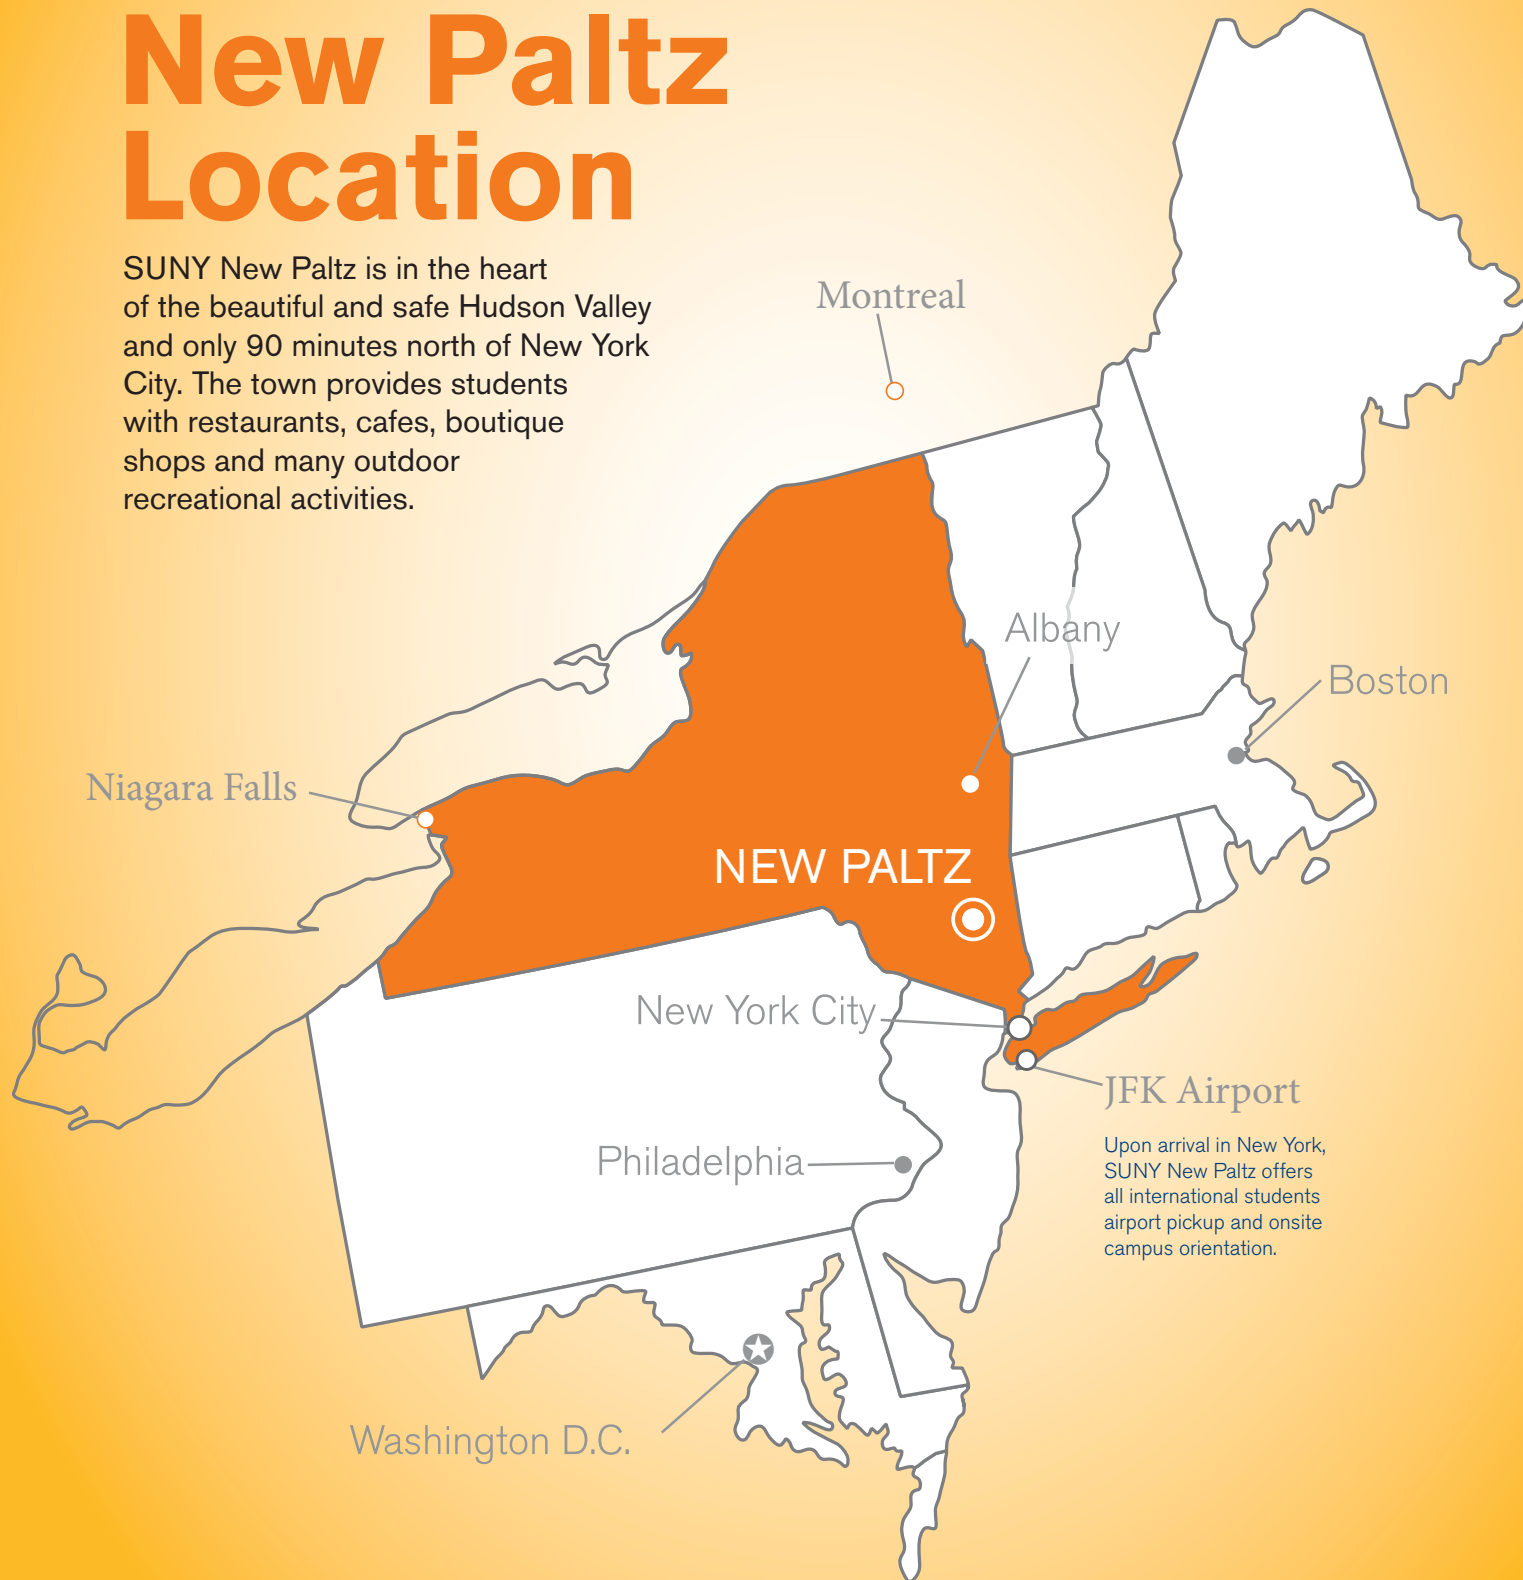 New Paltz
Location
SUNY New Paltz is in the heart
of the beautiful and safe Hudson Valley
and only 90 minutes north of New York
City. The town provides students
with restaurants, cafes, boutique
shops and many outdoor
recreational activities.
Montreal
Albany
Boston
Niagara Falls
NEW PALTZ
New York City
JFK Airport
Upon arrival in New York,
SUNY New Paltz offers
all international students
airport pickup and onsite
campus orientation.
Philadelphia
Washington D.C.